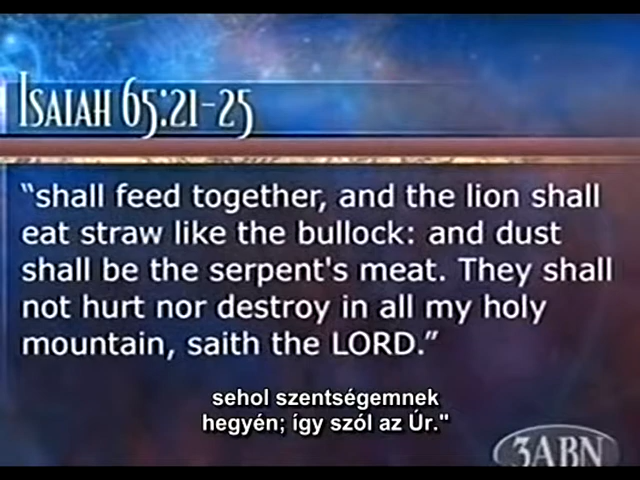 ISAIAH 65:21-25
“shall feed together, and the lion shall
eat straw like the bullock: and dust
shall be the serpent's meat. They shall
not hurt nor destroy in all my holy
mountain, saith the LORD.”
sehol szentségemnek
hegyén; így szól az Úr."
3ABN